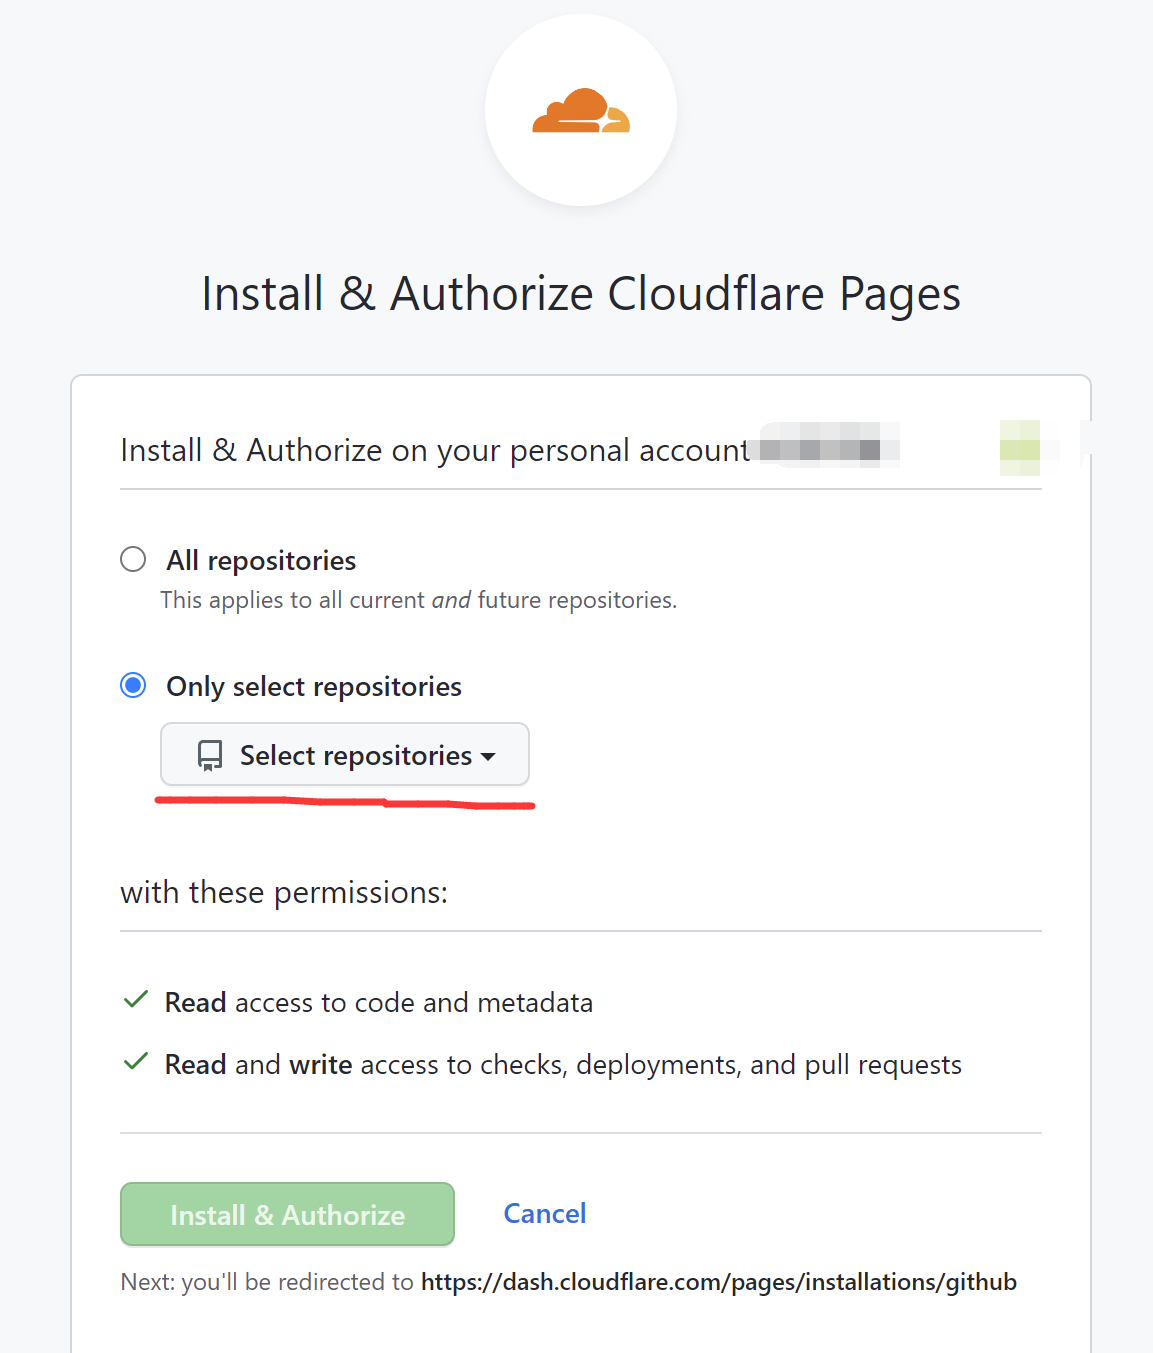 Install & Authorize Cloudflare Pages
Install & Authorize on your personal account
All repositories
This applies to all current and future repositories.
Only select repositories
Select repositories
with these permissions:
Read access to code and metadata
Read and write access to checks, deployments, and pull requests
Install & Authorize
Cancel
Next: you'll be redirected to https://dash.cloudflare.com/pages/installations/github